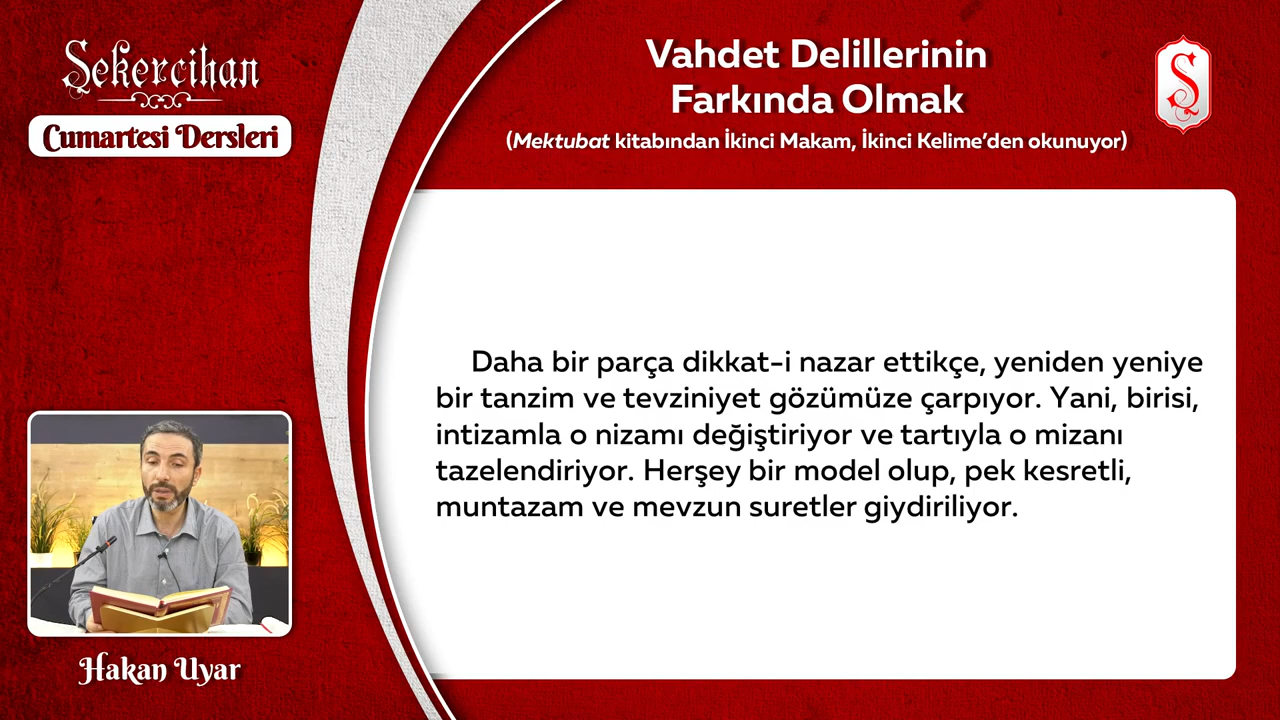 Şekercihan
Cumartesi Dersleri
Vahdet Delillerinin
Farkında Olmak
(Mektubat kitabından İkinci Makam, İkinci Kelime’den okunuyor)
Ş
Daha bir parça dikkat-i nazar ettikçe, yeniden yeniye
bir tanzim ve tevziniyet gözümüze çarpıyor. Yani, birisi,
intizamla o nizamı değiştiriyor ve tartıyla o mizanı
tazelendiriyor. Herşey bir model olup, pek kesretli,
muntazam ve mevzun suretler giydiriliyor.
Hakan Uyar